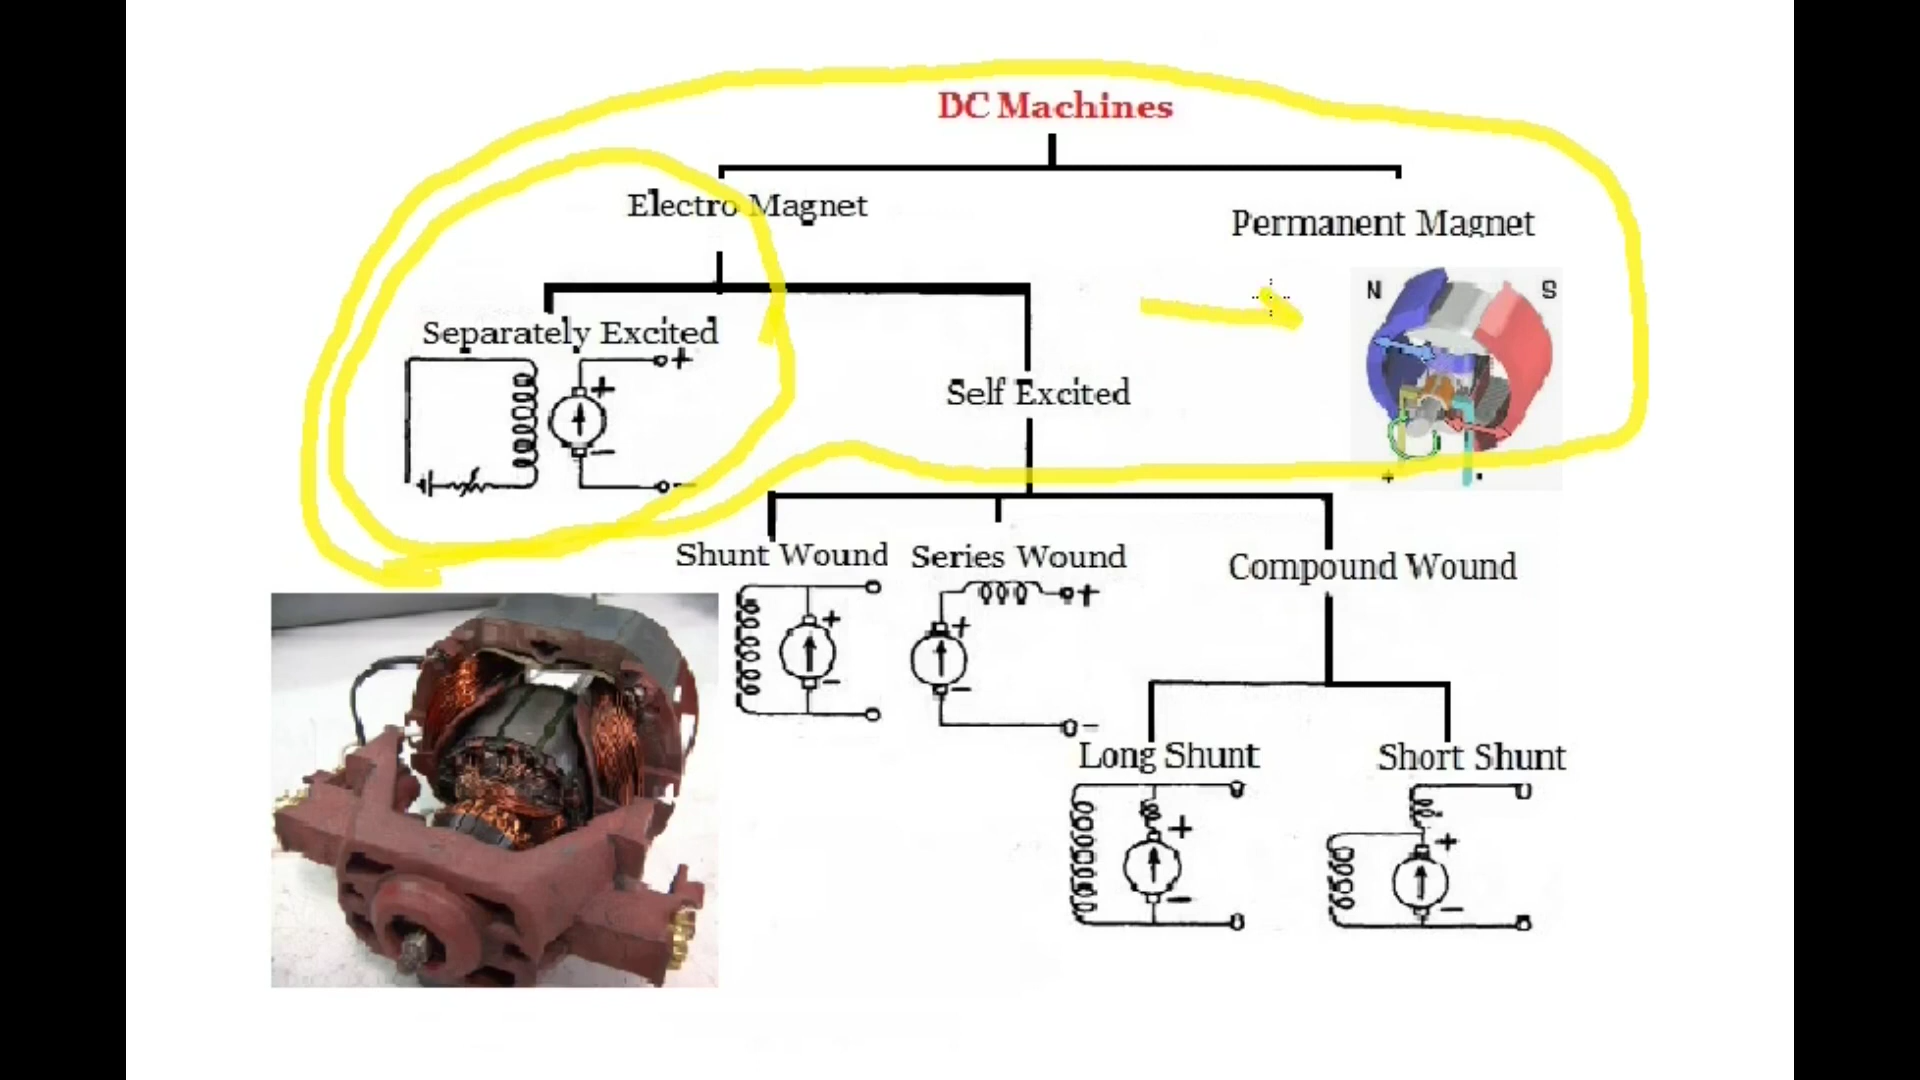 DC Machines
Electro Magnet
Permanent Magnet
N S
Separately Excited
+
+
-
-
Self Excited
+
Shunt Wound
Series Wound
Compound Wound
+
-
+
+
-
-
Long Shunt
Short Shunt
+
-
+
-